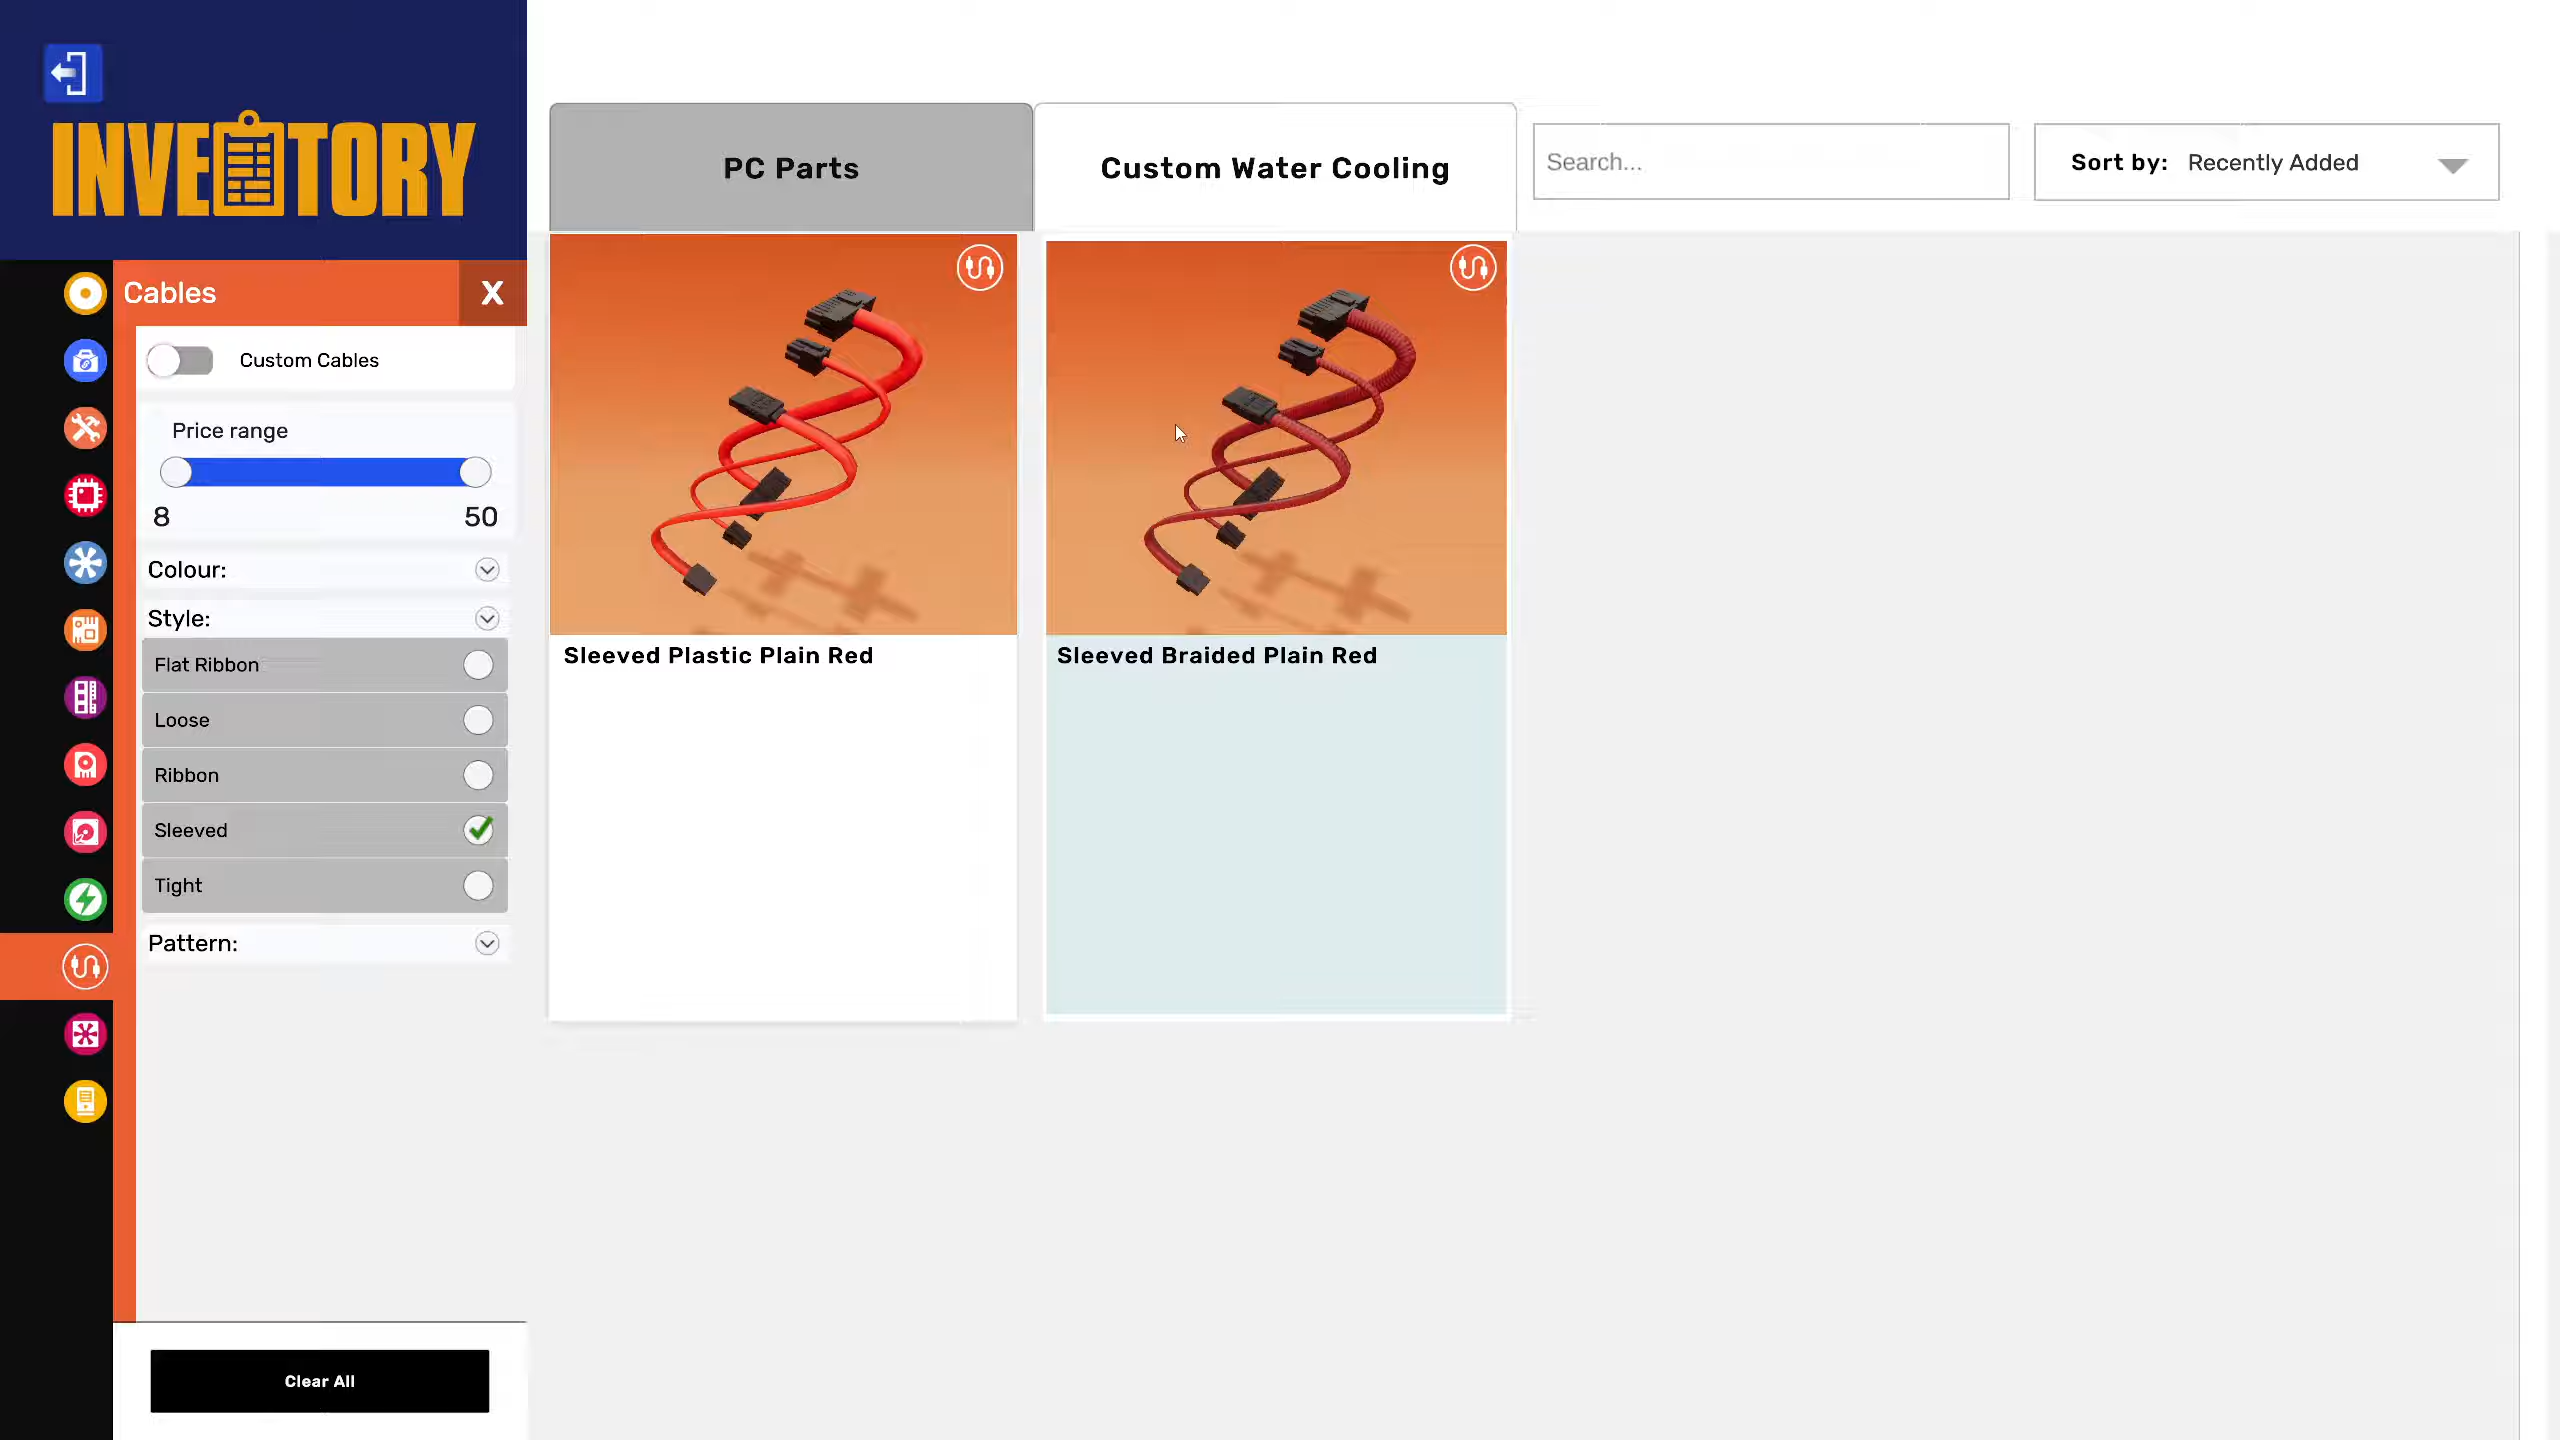 INVENTORY
PC Parts
Custom Water Cooling
Search...
Sort by: Recently Added
Cables
X
Custom Cables
Price range
8 50
Colour:
Style:
Flat Ribbon
Loose
Ribbon
Sleeved
Tight
Pattern:
Clear All
Sleeved Plastic Plain Red
Sleeved Braided Plain Red